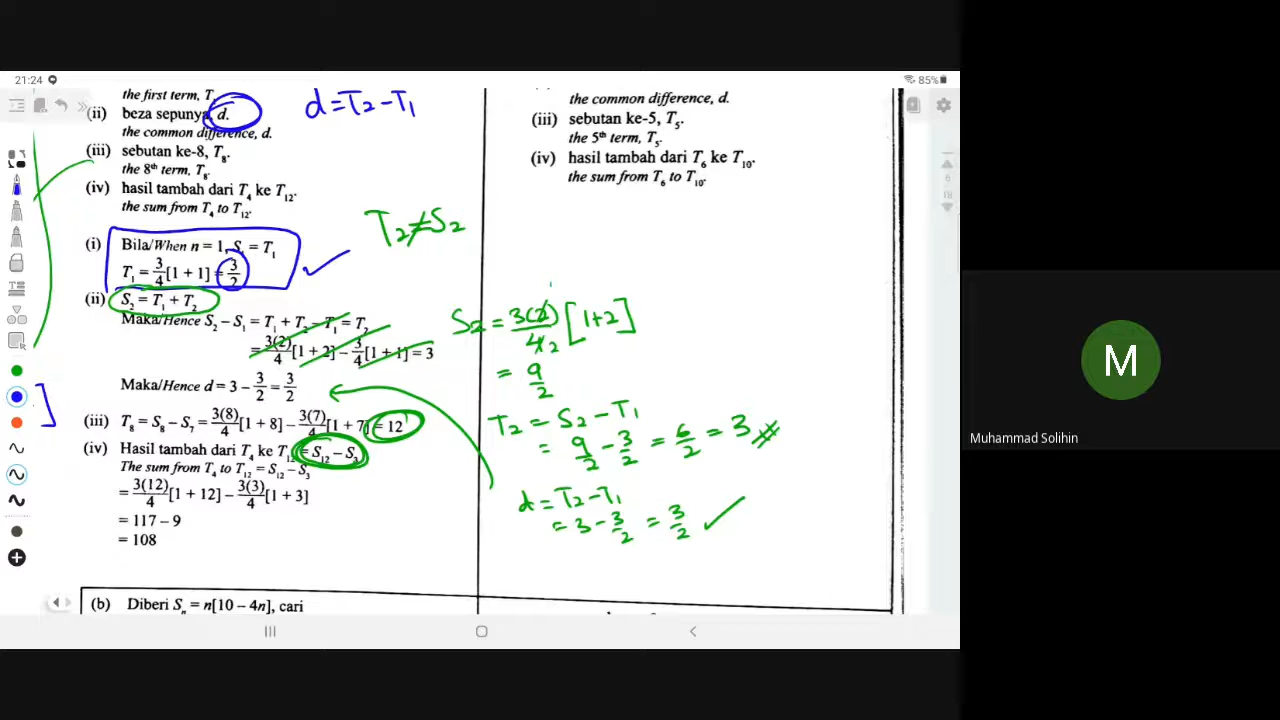 21:24
85%
the first term, T
(ii) beza sepunya d.
the common difference, d.
(iii) sebutan ke-8, T₈.
the 8th term, T₈.
(iv) hasil tambah dari T₄ ke T₁₂.
the sum from T₄ to T₁₂.
d = T₂ - T₁
the common difference, d.
(iii) sebutan ke-5, T₅.
the 5th term, T₅.
(iv) hasil tambah dari T₆ ke T₁₀.
the sum from T₆ to T₁₀.
T₂ ≠ S₂
(i) Bila/When n = 1, S₁ = T₁
T₁ = 3/4[1 + 1] = 3/2
(ii) S₂ = T₁ + T₂
Maka/Hence S₂ – S₁ = T₁ + T₂ – T₁ = T₂
= 3(2)/4[1 + 2] – 3/4[1 + 1] = 3
Maka/Hence d = 3 – 3/2 = 3/2
(iii) T₈ = S₈ – S₇ = 3(8)/4[1 + 8] – 3(7)/4[1 + 7] = 12
(iv) Hasil tambah dari T₄ ke T₁₂ = S₁₂ – S₃
The sum from T₄ to T₁₂ = S₁₂ – S₃
= 3(12)/4[1 + 12] – 3(3)/4[1 + 3]
= 117 – 9
= 108
S₂ = 3(2)/4 2 [1+2]
1
= 9/2
T₂ = S₂ - T₁
= 9/2 - 3/2 = 6/2 = 3
d = T₂ - T₁
= 3 - 3/2 = 3/2
(b) Diberi Sₙ = n[10 – 4n], cari
6
18
M
Muhammad Solihin